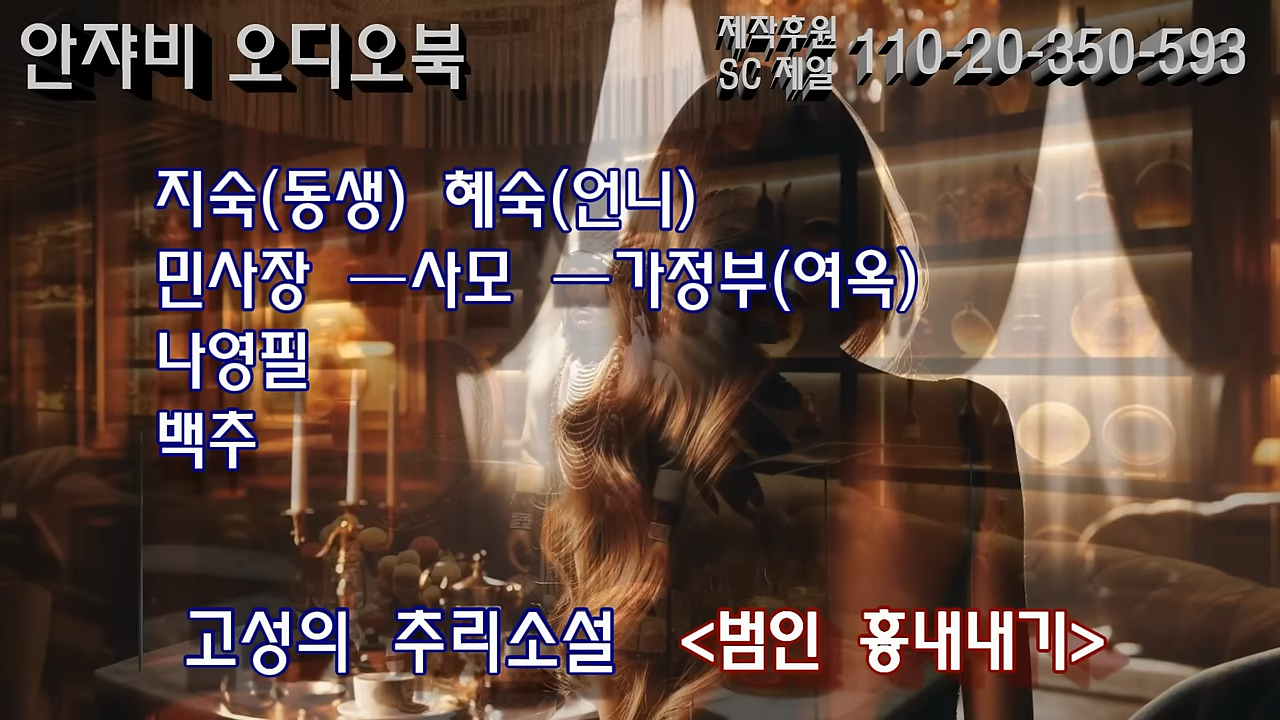 안쟈비 오디오북
제작후원
SC 제일
110-20-350-593
지숙(동생) 혜숙(언니)
민사장 —사모 —가정부(여옥)
나영필
백추
고성의 추리소설 <범인 흉내내기>